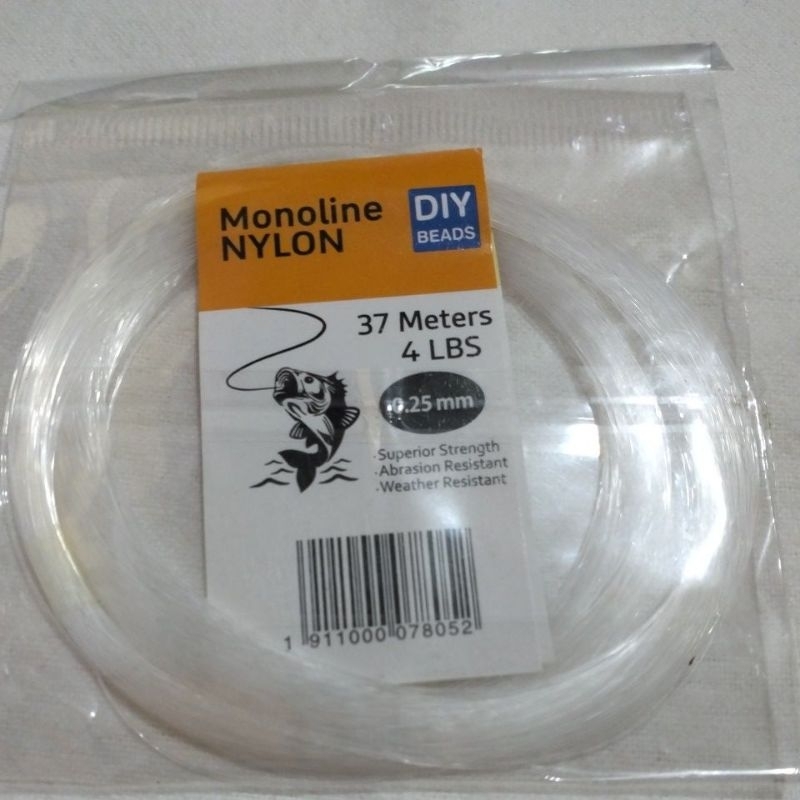 Monoline
NYLON
DIY
BEADS
37 Meters
4 LBS
0.25 mm
.Superior Strength
.Abrasion Resistant
.Weather Resistant
1 911000 078052